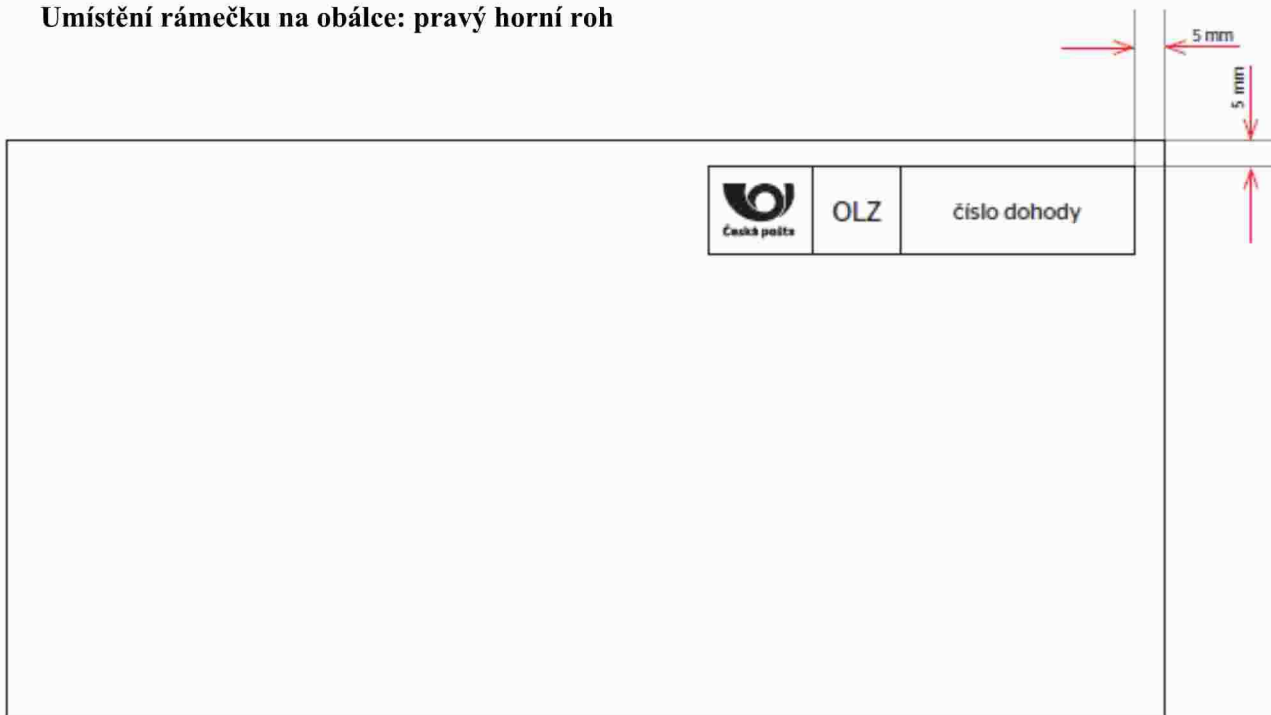 Umístění rámečku na obálce: pravý horní roh
5 mm
5 mm
Česká pošta
OLZ
číslo dohody